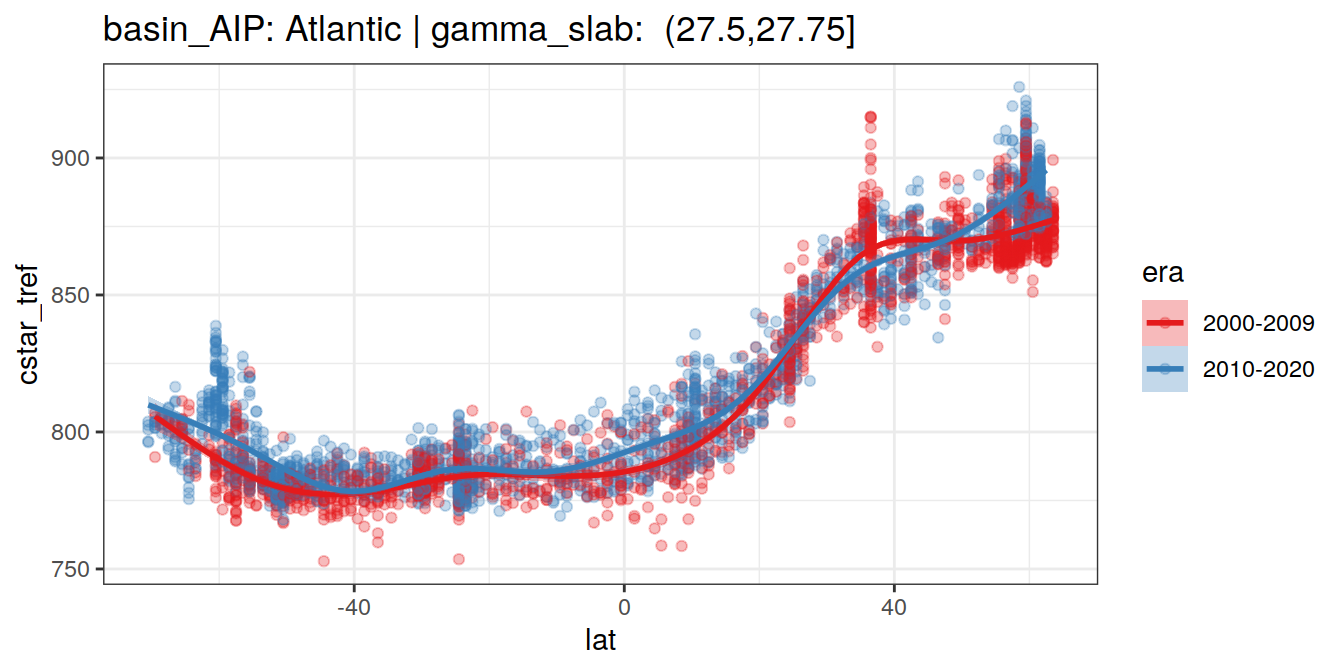 basin_AIP: Atlantic | gamma_slab:  (27.5,27.75]
cstar_tref
900
850
800
750
-40
0
40
lat
era
2000-2009
2010-2020